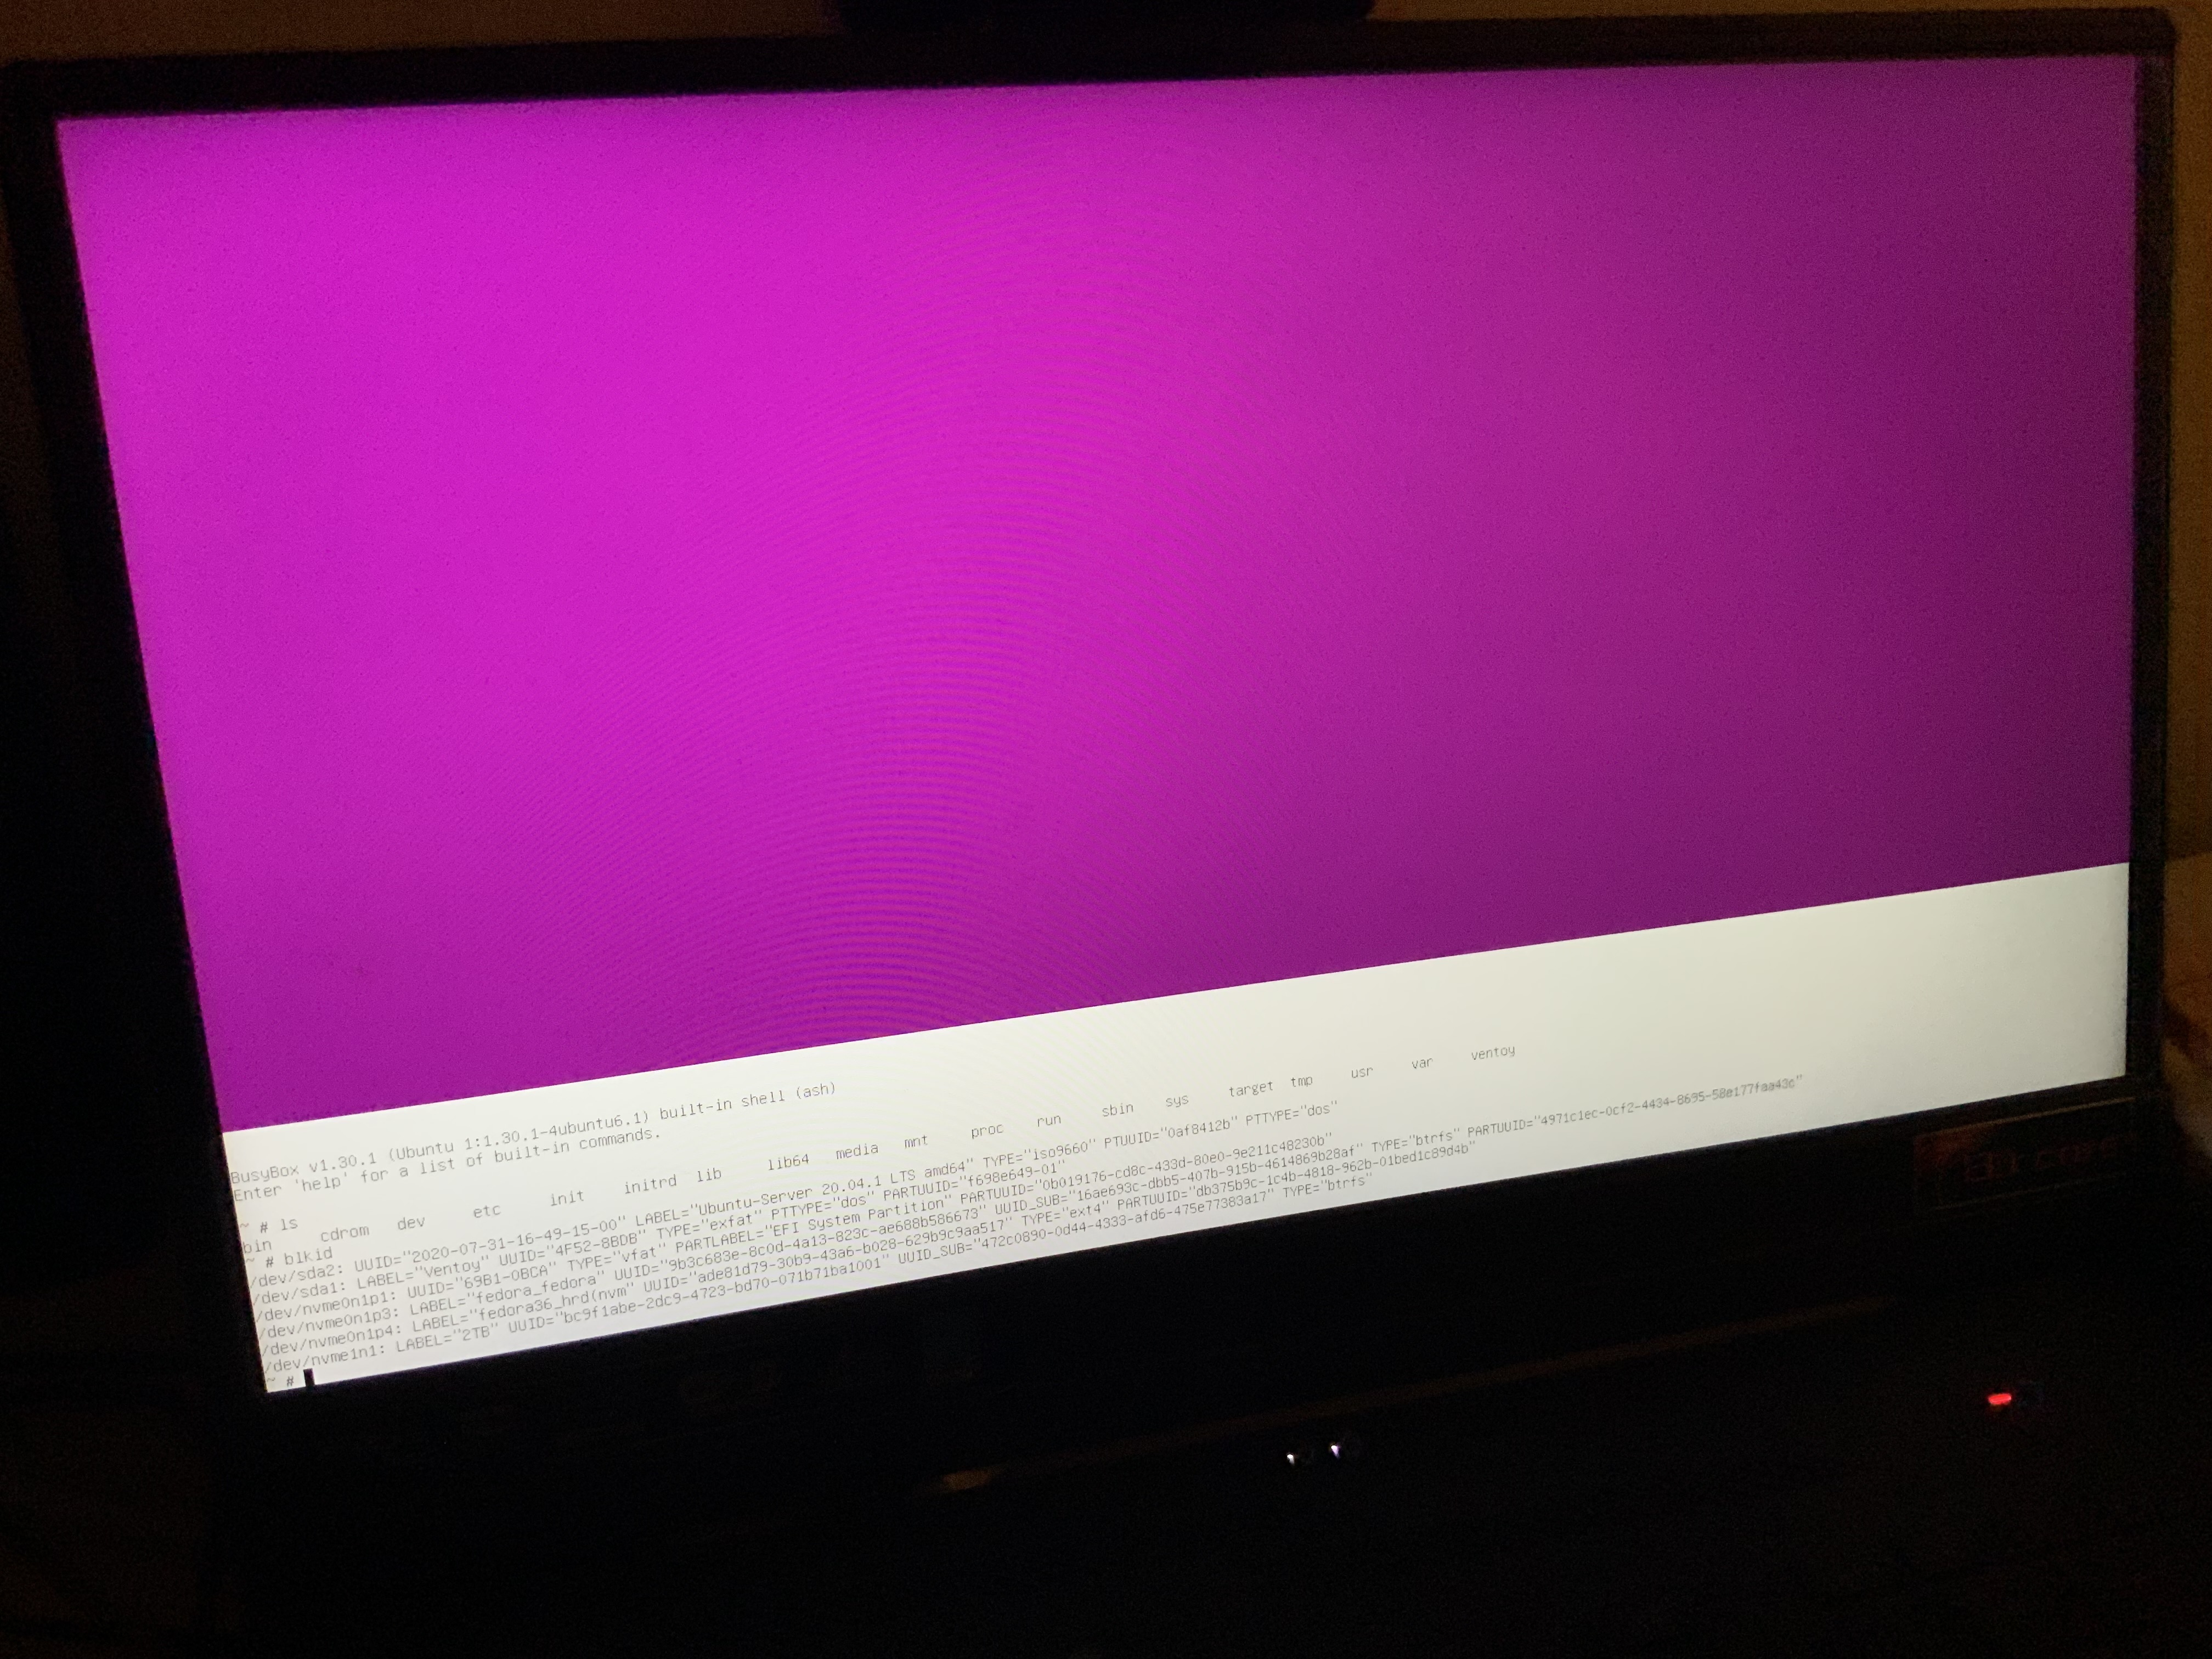 BusyBox v1.30.1 (Ubuntu 1:1.30.1-4ubuntu6.1) built-in shell (ash)
Enter 'help' for a list of built-in commands.
~ # ls
bin cdrom dev etc init initrd lib lib64 media mnt proc run sbin sys target tmp usr var ventoy
~ # blkid
/dev/sda2: UUID="2020-07-31-16-49-15-00" LABEL="Ubuntu-Server 20.04.1 LTS amd64" TYPE="iso9660" PTUUID="0af8412b" PTTYPE="dos"
/dev/sda1: LABEL="Ventoy" UUID="4F52-8BDB" TYPE="exfat" PTTYPE="dos" PARTUUID="f698e649-01"
/dev/nvme0n1p1: UUID="69B1-0BCA" TYPE="vfat" PARTLABEL="EFI System Partition" PARTUUID="0b019176-cd8c-433d-80e0-9e211c48230b"
/dev/nvme0n1p3: LABEL="fedora_fedora" UUID="9b3c683e-8c0d-4a13-823c-ae688b586673" UUID_SUB="16ae693c-dbb5-407b-915b-4614869b28af" TYPE="btrfs" PARTUUID="4971c1ec-0cf2-4434-8695-58e177faa43c"
/dev/nvme0n1p4: LABEL="fedora36_hrd(nvm" UUID="ade81d79-30b9-43a6-b028-629b9c9aa517" TYPE="ext4" PARTUUID="db375b9c-1c4b-4818-962b-01bed1c89d4b"
/dev/nvme1n1: LABEL="2TB" UUID="bc9f1abe-2dc9-4723-bd70-071b71ba1001" UUID_SUB="472c0890-0d44-4333-afd6-475e77383a17" TYPE="btrfs"
~ #